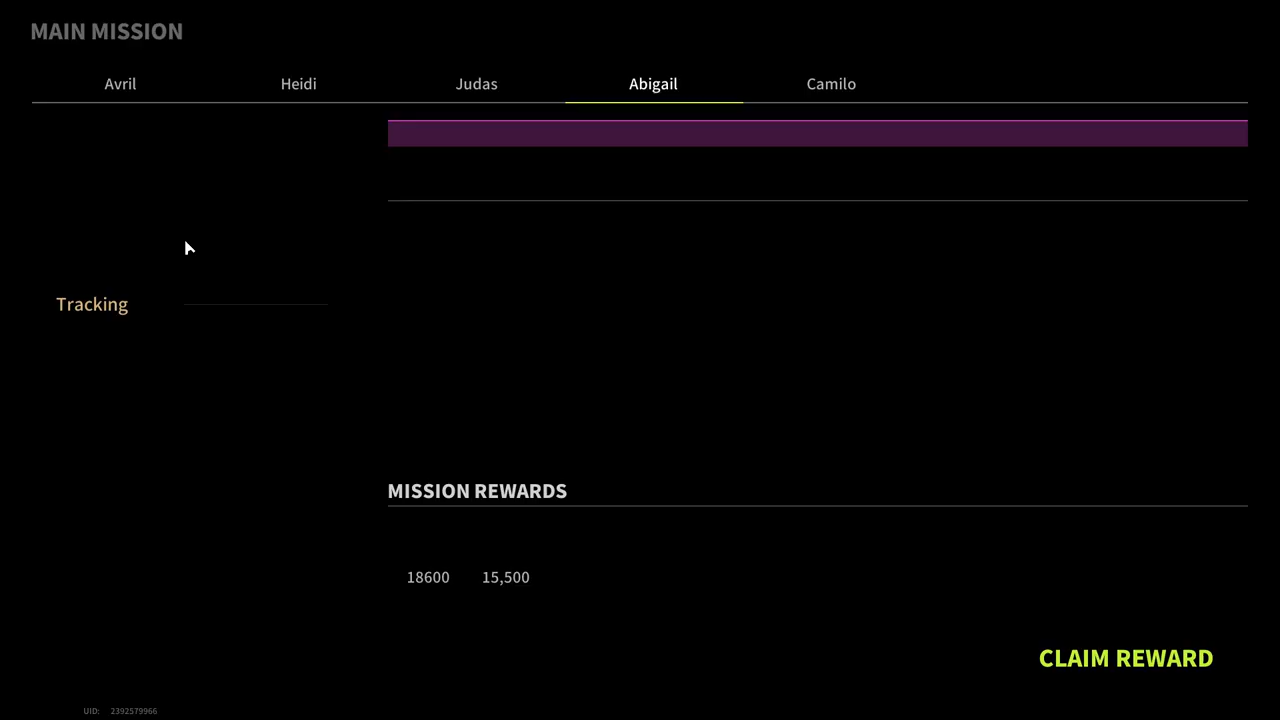 MAIN MISSION
Avril Heidi Judas Abigail Camilo
Tracking
MISSION REWARDS
18600 15,500
CLAIM REWARD
UID: 2392579966